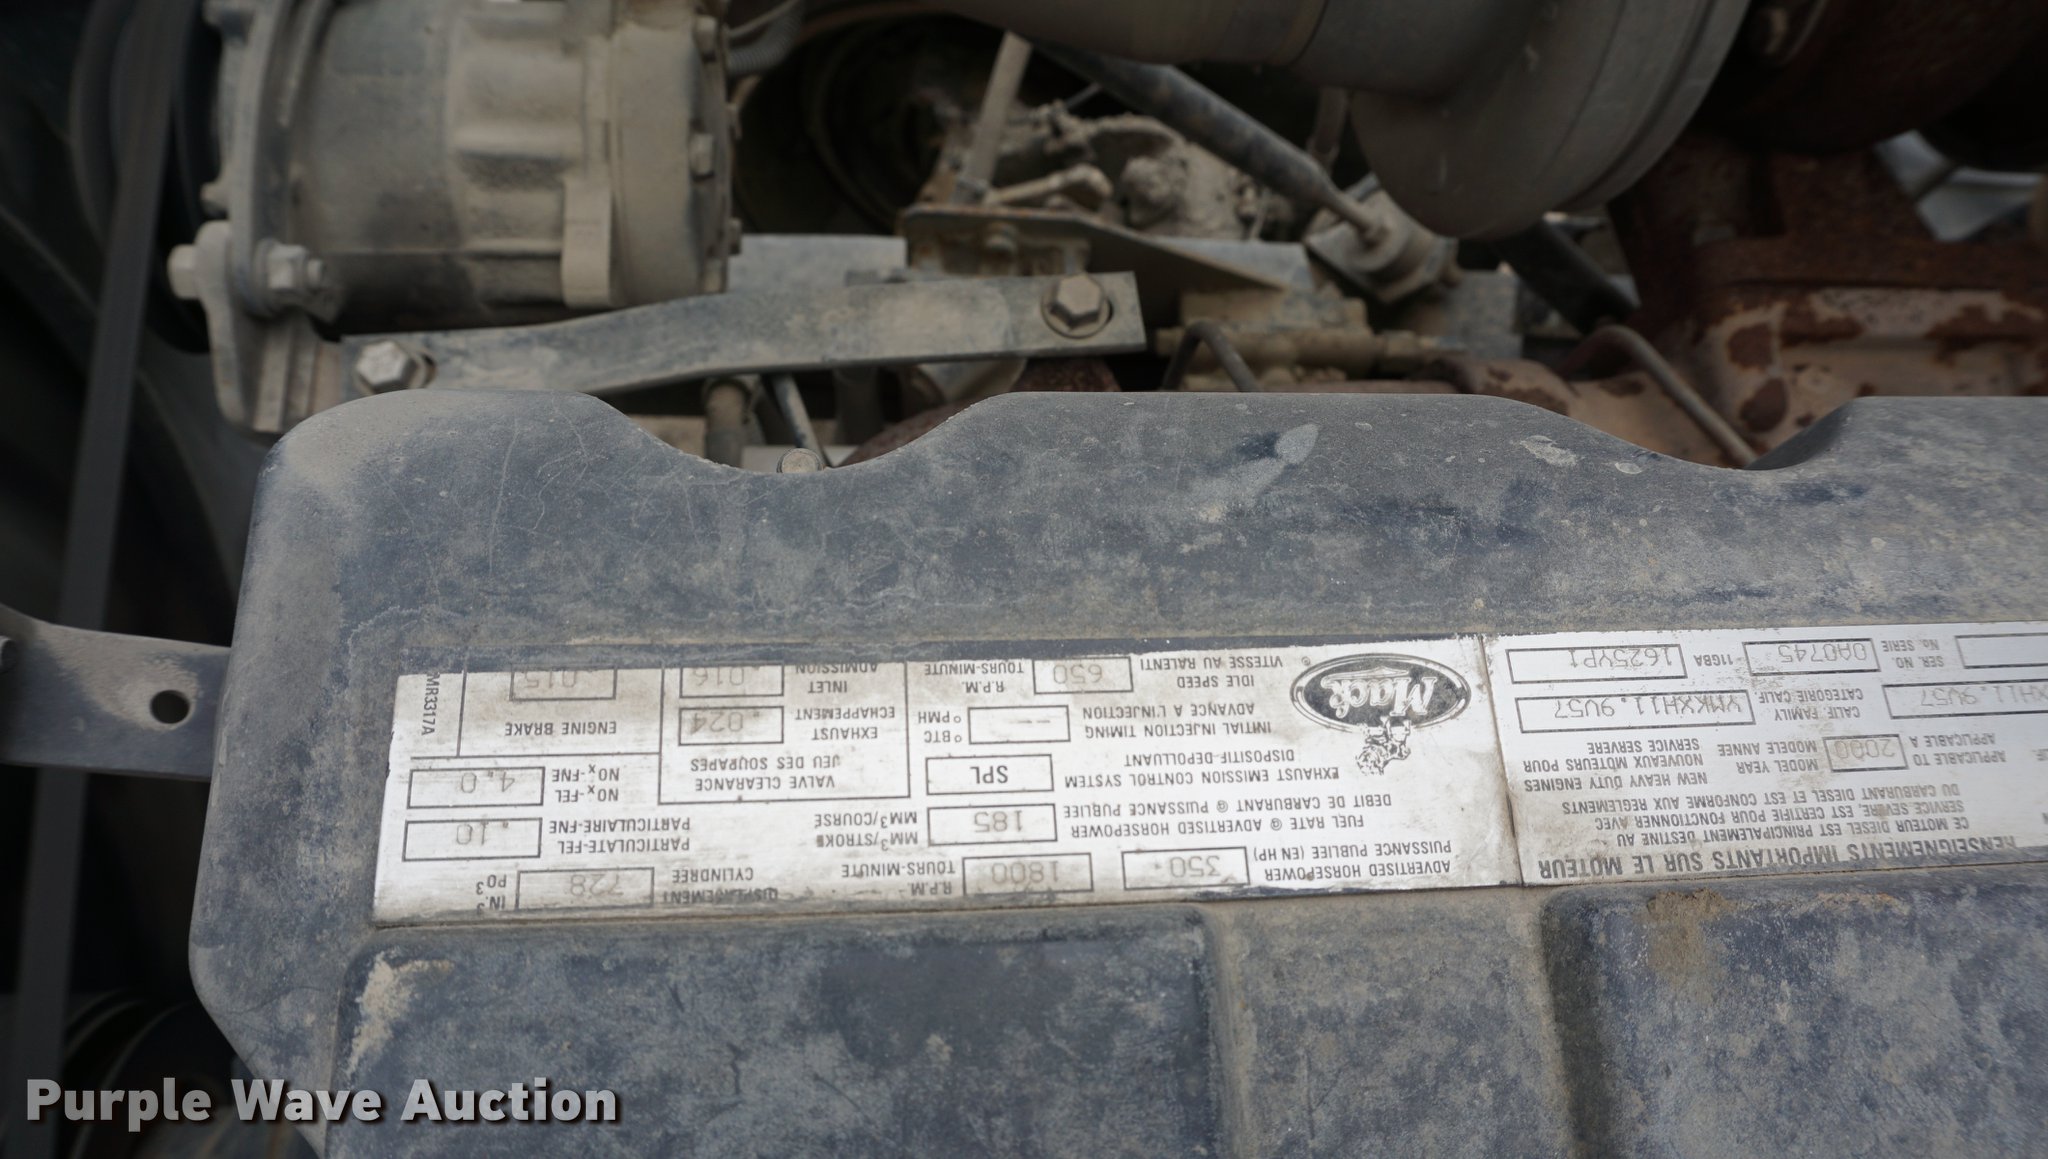 RENSEIGNEMENTS IMPORTANTS SUR LE MOTEUR
CE MOTEUR DIESEL EST PRINCIPALEMENT DESTINE AU
SERVICE SEVERE, EST CERTIFIE POUR FONCTIONNER AVEC
DU CARBURANT DIESEL ET EST CONFORME AUX REGLEMENTS
APPLICABLE TO 2000 MODEL YEAR NEW HEAVY DUTY ENGINES
APPLICABLE A MODELE ANNEE NOUVEAUX MOTEURS POUR
SERVICE SERVERE
XH11.9V57 CALIF. FAMILY YMKXH11.9V57
CATEGORIE CALIF.
SER. NO. 0A0745 11GBA 1625YP1
No. SERIE
ADVERTISED HORSEPOWER 350. 1800 R.P.M.
PUISSANCE PUBLIEE (EN HP) TOURS-MINUTE
FUEL RATE @ ADVERTISED HORSEPOWER 185 MM3/STROKE
DEBIT DE CARBURANT @ PUISSANCE PUBLIEE MM3/COURSE
EXHAUST EMISSION CONTROL SYSTEM SPL
DISPOSITIF-DEPOLLUANT
INITIAL INJECTION TIMING -- °BTC
AVANCE A L'INJECTION °PMH
IDLE SPEED 650 R.P.M.
VITESSE AU RALENTI TOURS-MINUTE
Mack ®
DISPLACEMENT 728 IN.3
CYLINDREE PO3
PARTICULATE-FEL .10
PARTICULAIRE-FNE
NOx-FEL 4.0
NOx-FNE
VALVE CLEARANCE
JEU DES SOUPAPES
EXHAUST .024
ECHAPPEMENT
INLET .016
ADMISSION
ENGINE BRAKE
.015
MR3317A
Purple Wave Auction